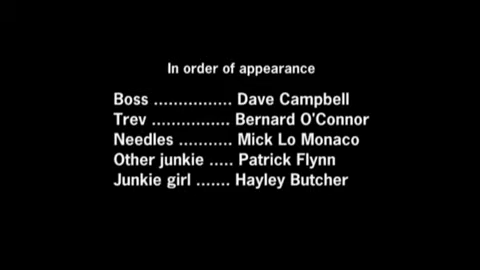 In order of appearance
Boss ................ Dave Campbell
Trev ................ Bernard O'Connor
Needles ........... Mick Lo Monaco
Other junkie ..... Patrick Flynn
Junkie girl ....... Hayley Butcher